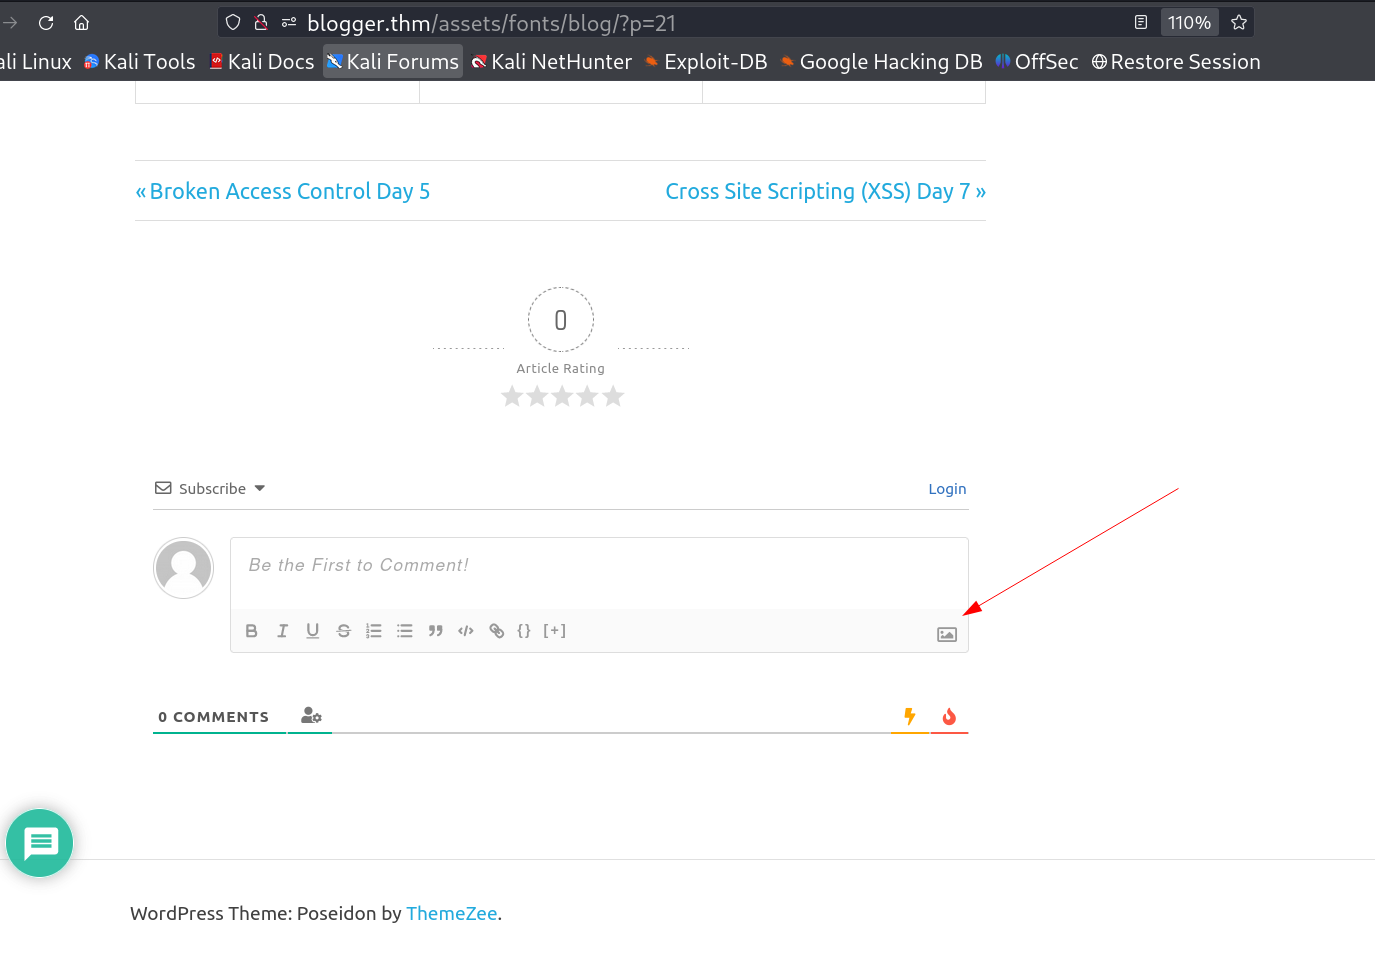 blogger.thm/assets/fonts/blog/?p=21 110%
ali Linux Kali Tools Kali Docs Kali Forums Kali NetHunter Exploit-DB Google Hacking DB OffSec Restore Session
« Broken Access Control Day 5 Cross Site Scripting (XSS) Day 7 »
0
Article Rating
Subscribe Login
Be the First to Comment!
B I U S {} [+]
0 COMMENTS
WordPress Theme: Poseidon by ThemeZee.